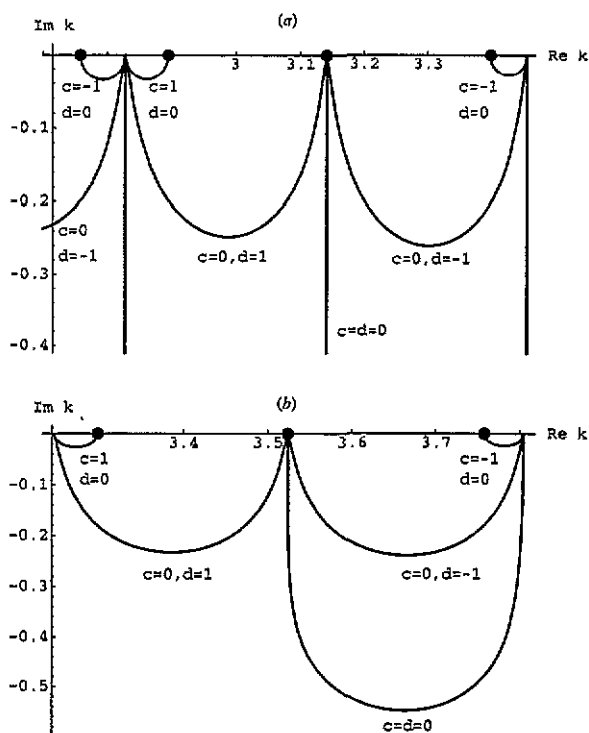 Im k
(a)
3 3.1 3.2 3.3 Re k
c=-1 c=1 c=-1
d=0 d=0 d=0
-0.1
-0.2
c=0 c=0,d=1 c=0,d=-1
d=-1
-0.3
c=d=0
-0.4
Im k
(b)
3.4 3.5 3.6 3.7 Re k
c=1 c=-1
d=0 d=0
-0.1
-0.2
c=0,d=1 c=0,d=-1
-0.3
-0.4
-0.5
c=d=0